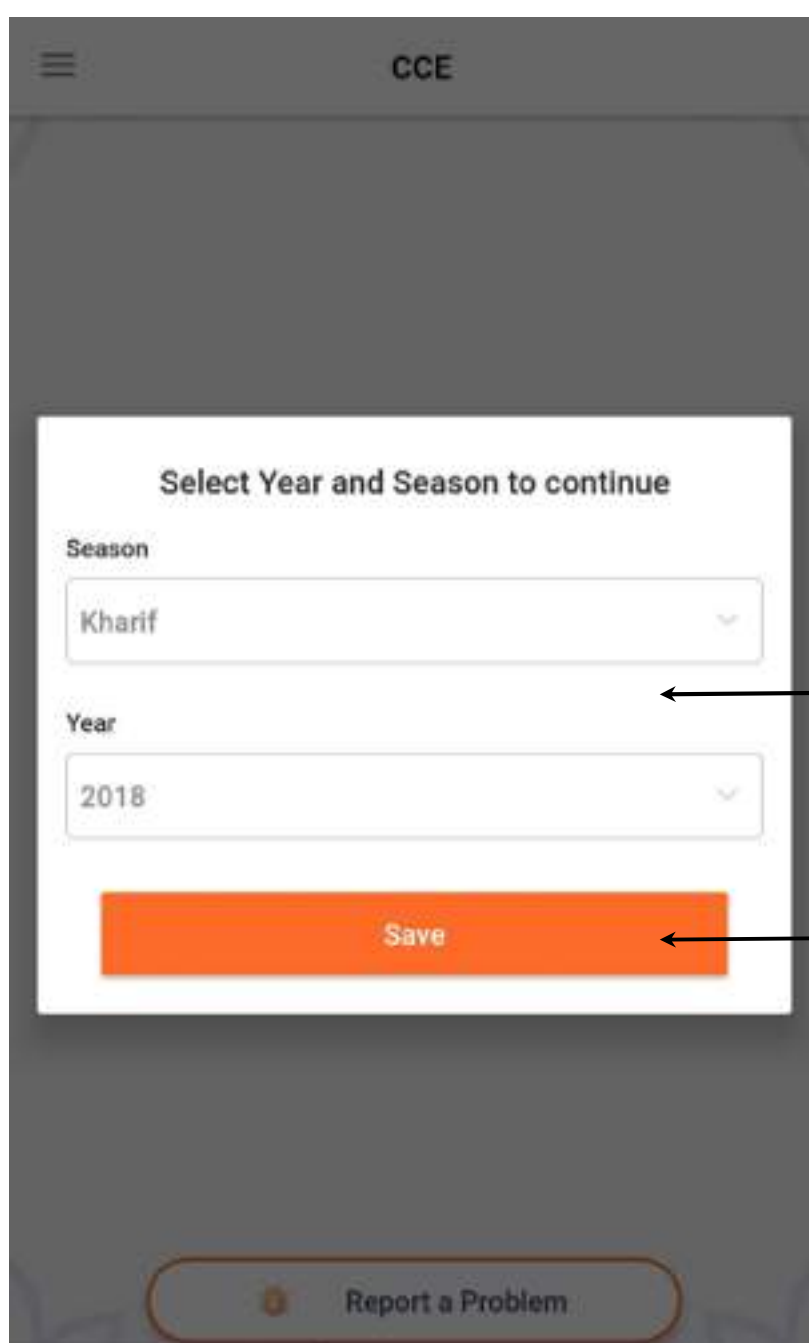 CCE
Select Year and Season to continue
Season
Kharif
Year
2018
Save
Report a Problem